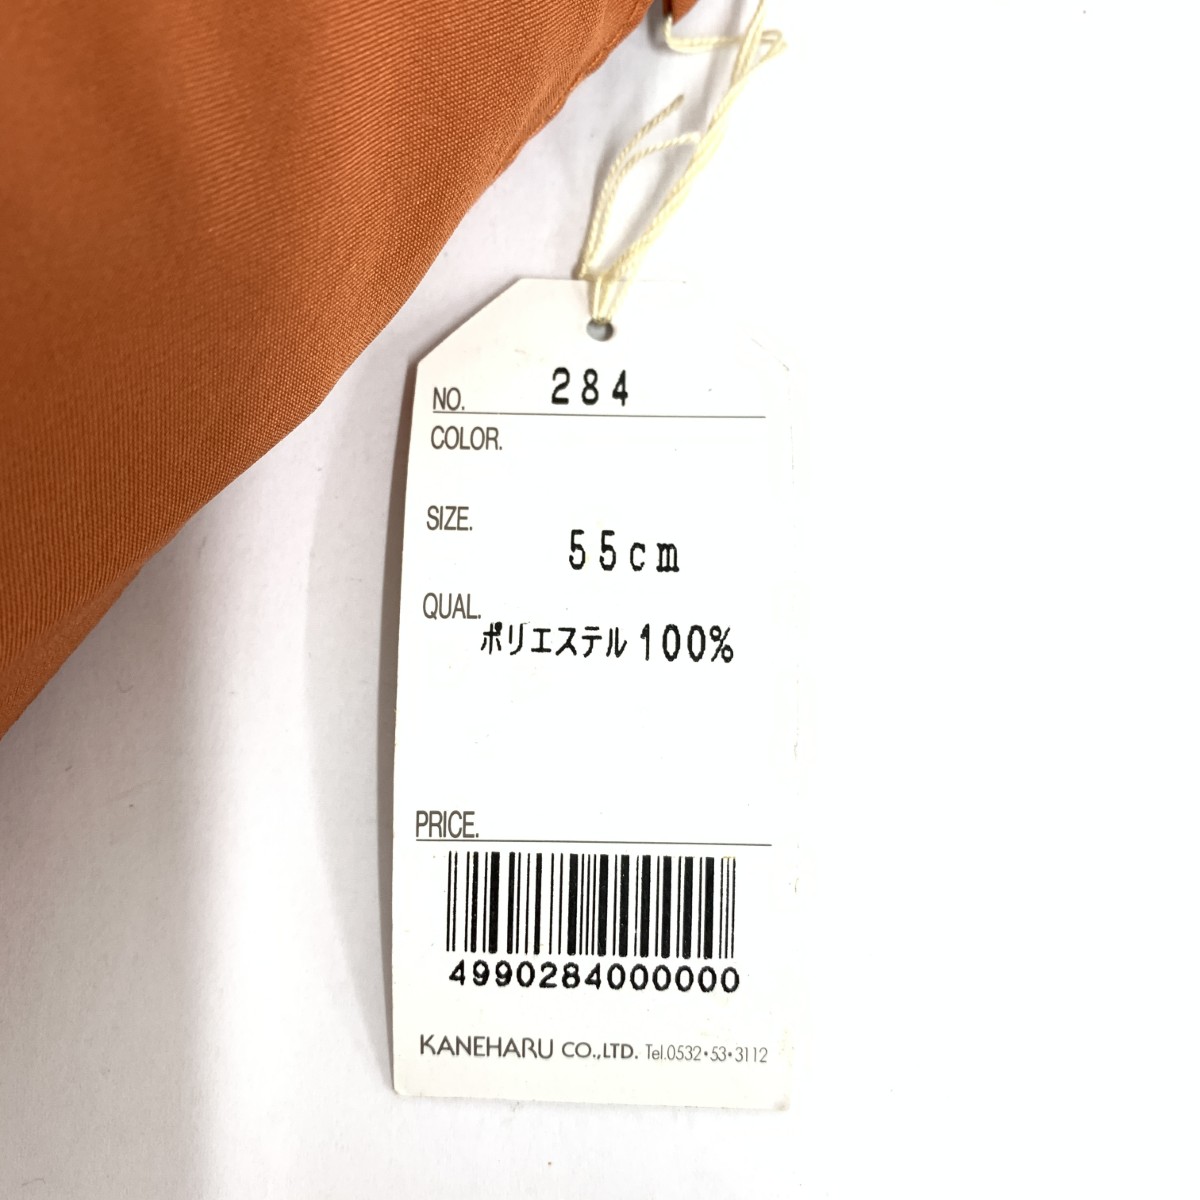 NO. 284
COLOR.
SIZE.
55cm
QUAL.
ポリエステル100%
PRICE.
4990284000000
KANEHARU CO.,LTD. Tel.0532・53・3112